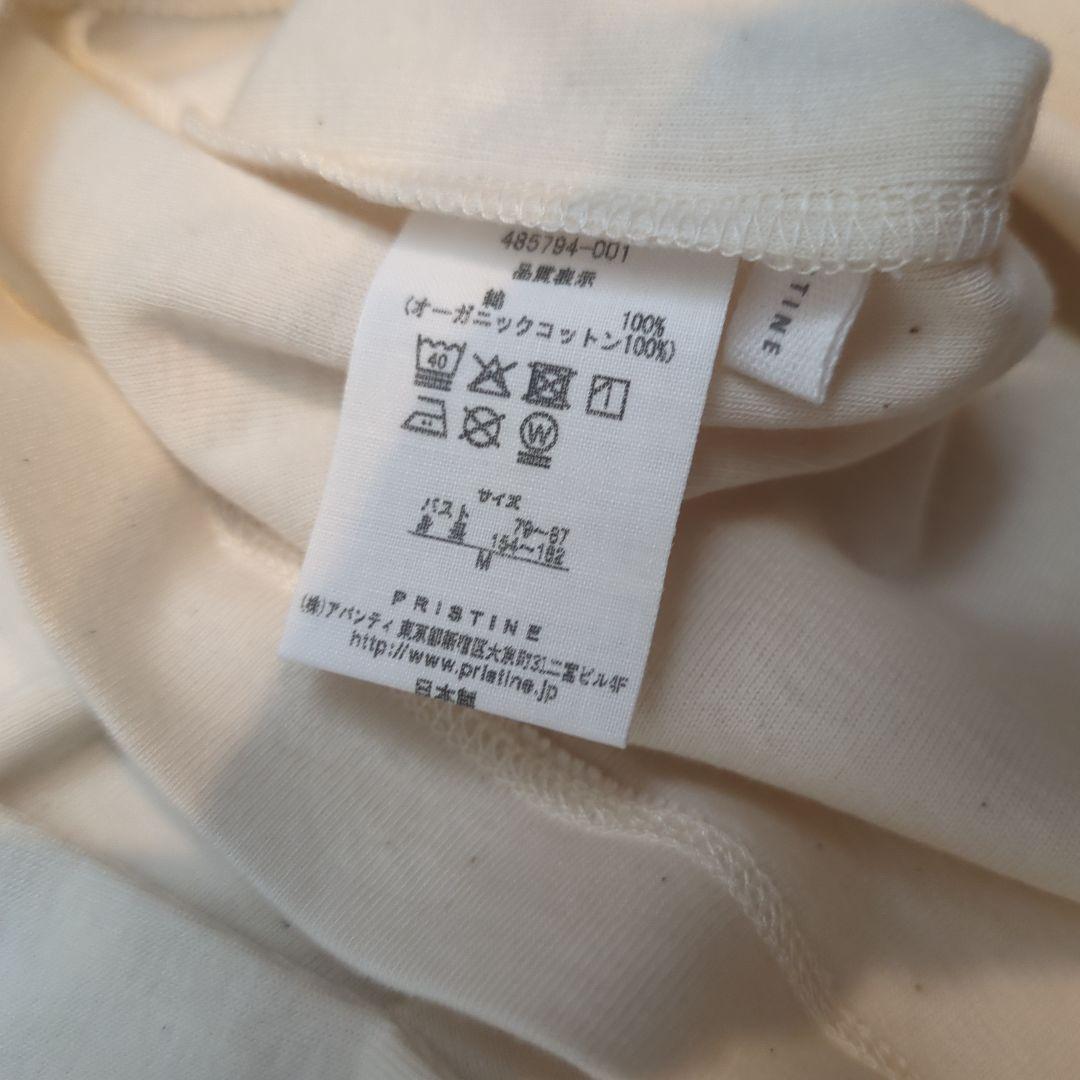 485794-001
品質表示
綿 100%
(オーガニックコットン100%)
40
W
サイズ
バスト 79~87
身長 154~162
M
PRISTINE
(株)アバンティ 東京都新宿区大京町31二宮ビル4F
http://www.pristine.jp
日本製
TINE